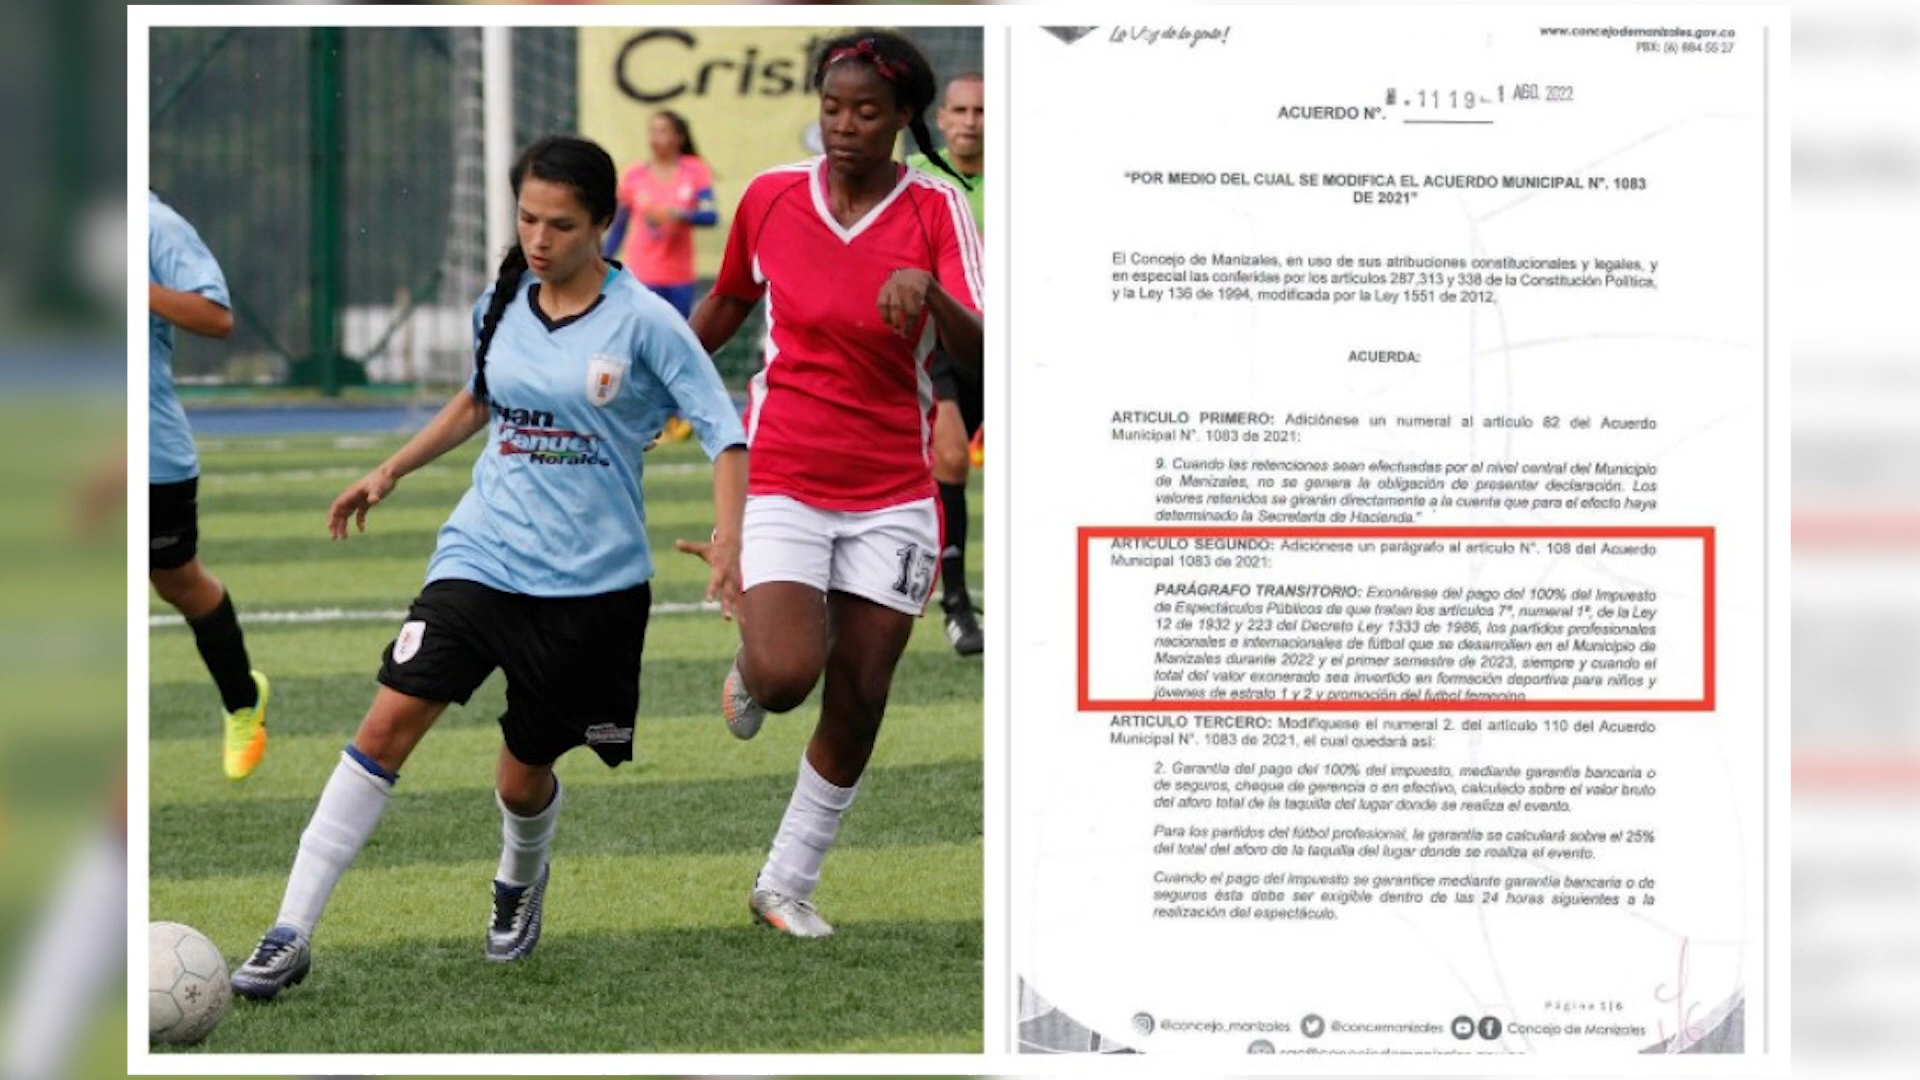 Crist
Juan
Manuel
Morales
15
La Voz de la gente!
www.concejodemanizales.gov.co
PBX: (6) 884 55 27
ACUERDO Nº. 1119 - 1 AGO. 2022
"POR MEDIO DEL CUAL SE MODIFICA EL ACUERDO MUNICIPAL Nº. 1083
DE 2021"
El Concejo de Manizales, en uso de sus atribuciones constitucionales y legales, y
en especial las conferidas por los artículos 287,313 y 338 de la Constitución Política,
y la Ley 136 de 1994, modificada por la Ley 1551 de 2012,
ACUERDA:
ARTICULO PRIMERO: Adiciónese un numeral al artículo 82 del Acuerdo
Municipal Nº. 1083 de 2021:
9. Cuando las retenciones sean efectuadas por el nivel central del Municipio
de Manizales, no se genera la obligación de presentar declaración. Los
valores retenidos se girarán directamente a la cuenta que para el efecto haya
determinado la Secretaría de Hacienda."
ARTICULO SEGUNDO: Adiciónese un parágrafo al artículo Nº. 108 del Acuerdo
Municipal 1083 de 2021:
PARÁGRAFO TRANSITORIO: Exonérese del pago del 100% del Impuesto
de Espectáculos Públicos de que tratan los artículos 7º, numeral 1º, de la Ley
12 de 1932 y 223 del Decreto Ley 1333 de 1986, los partidos profesionales
nacionales e internacionales de fútbol que se desarrollen en el Municipio de
Manizales durante 2022 y el primer semestre de 2023, siempre y cuando el
total del valor exonerado sea invertido en formación deportiva para niños y
jóvenes de estrato 1 y 2 y promoción del futbol femenino
ARTICULO TERCERO: Modifíquese el numeral 2. del artículo 110 del Acuerdo
Municipal Nº. 1083 de 2021, el cual quedará así:
2. Garantía del pago del 100% del impuesto, mediante garantía bancaria o
de seguros, cheque de gerencia o en efectivo, calculado sobre el valor bruto
del aforo total de la taquilla del lugar donde se realiza el evento.
Para los partidos del fútbol profesional, la garantía se calculará sobre el 25%
del total del aforo de la taquilla del lugar donde se realiza el evento.
Cuando el pago del impuesto se garantice mediante garantía bancaria o de
seguros ésta debe ser exigible dentro de las 24 horas siguientes a la
realización del espectáculo.
Página 1|6
@concejo_manizales @concemanizales Concejo de Manizales